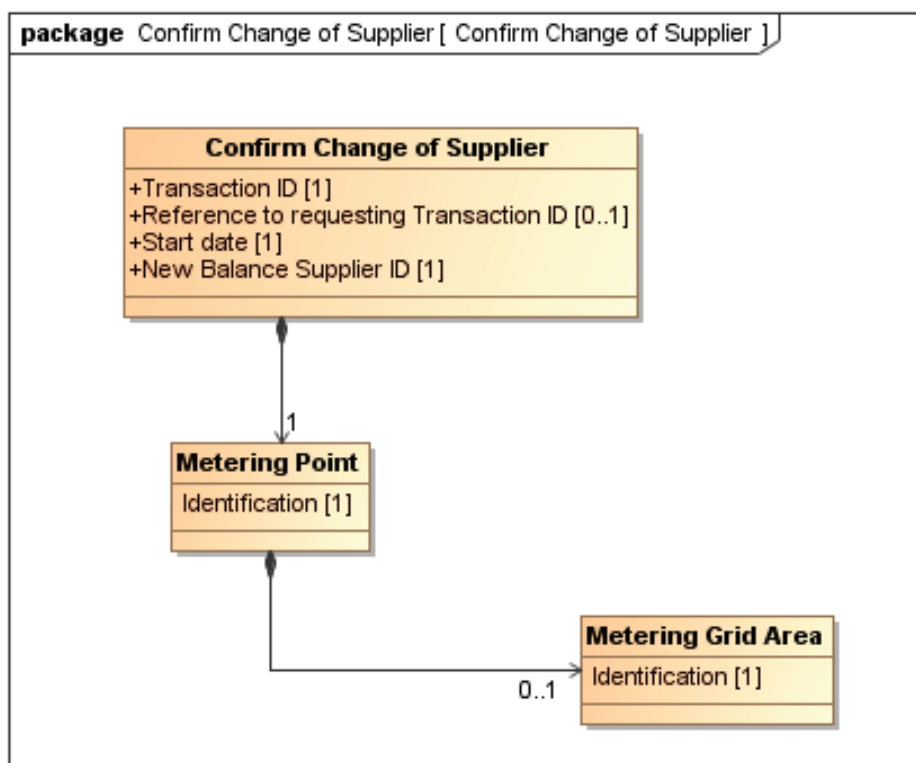 package Confirm Change of Supplier [ Confirm Change of Supplier ]
Confirm Change of Supplier
+Transaction ID [1]
+Reference to requesting Transaction ID [0..1]
+Start date [1]
+New Balance Supplier ID [1]
1
Metering Point
Identification [1]
Metering Grid Area
Identification [1]
0..1